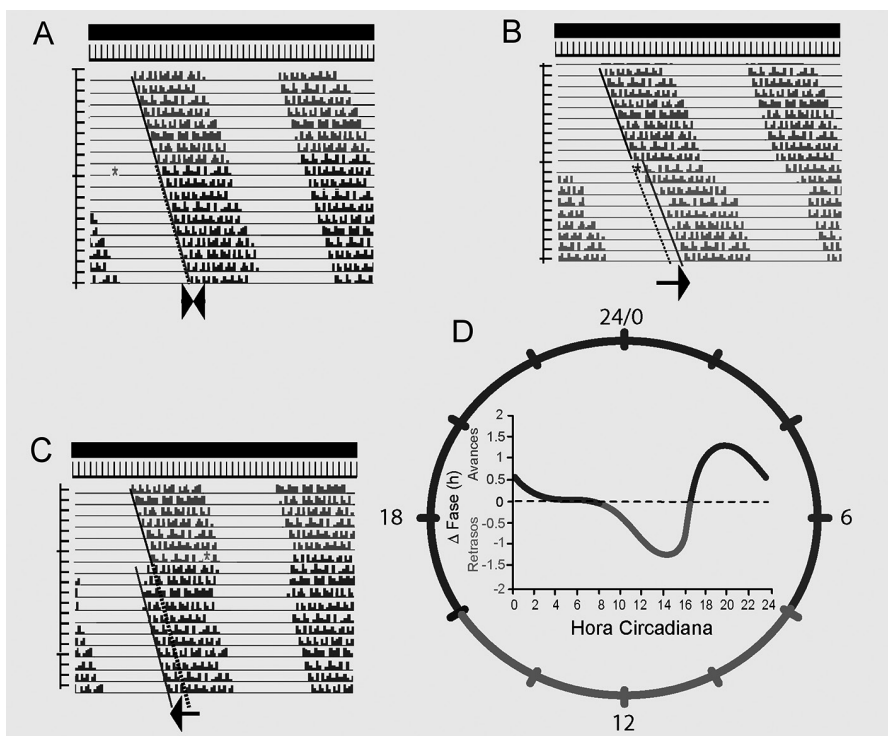 A
B
*
*
C
*
D
24/0
18
6
12
Δ Fase (h)
Avances
Retrasos
2
1.5
1
0.5
0
-0.5
-1
-1.5
-2
0 2 4 6 8 10 12 14 16 18 20 22 24
Hora Circadiana